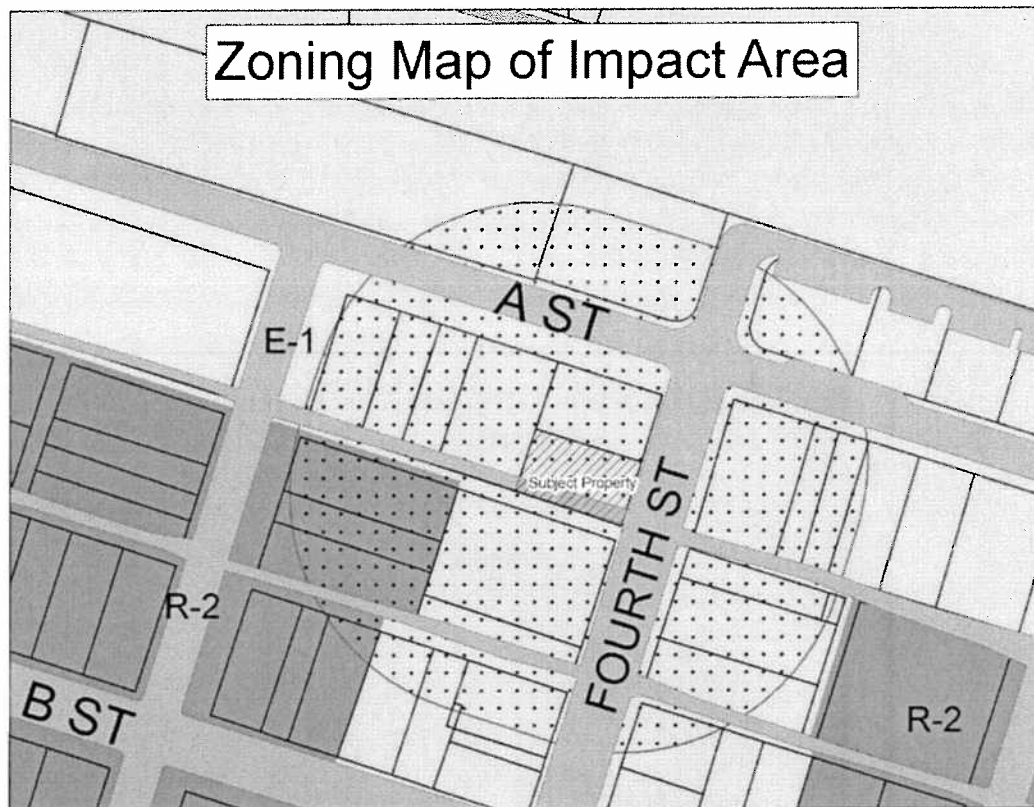 Zoning Map of Impact Area
A ST
E-1
Subject Property
FOURTH ST
R-2
B ST
R-2